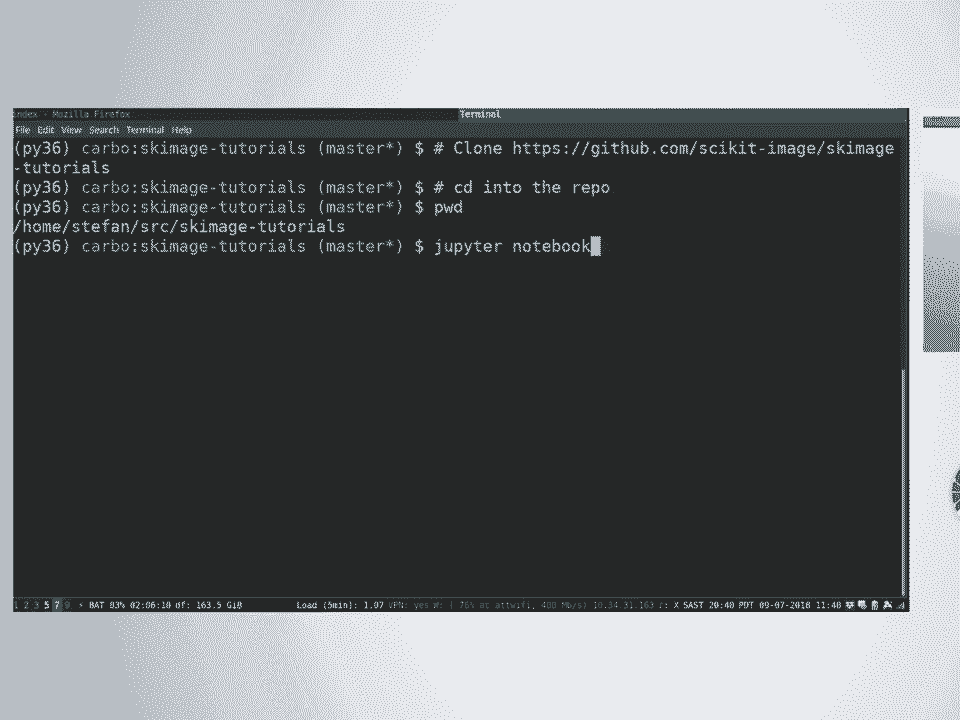 index - Mozilla Firefox
Terminal
File Edit View Search Terminal Help
(py36) carbo:skimage-tutorials (master*) $ # Clone https://github.com/scikit-image/skimage
-tutorials
(py36) carbo:skimage-tutorials (master*) $ # cd into the repo
(py36) carbo:skimage-tutorials (master*) $ pwd
/home/stefan/src/skimage-tutorials
(py36) carbo:skimage-tutorials (master*) $ jupyter notebook
1 2 3 5 7 ⚡ BAT 83% 02:06:10 df: 163.5 GiB Load (5min): 1.07 VPN: yes W: ( 76% at attwifi, 400 Mb/s) 10.34.31.163 SAST 20:40 PDT 09-07-2018 11:40